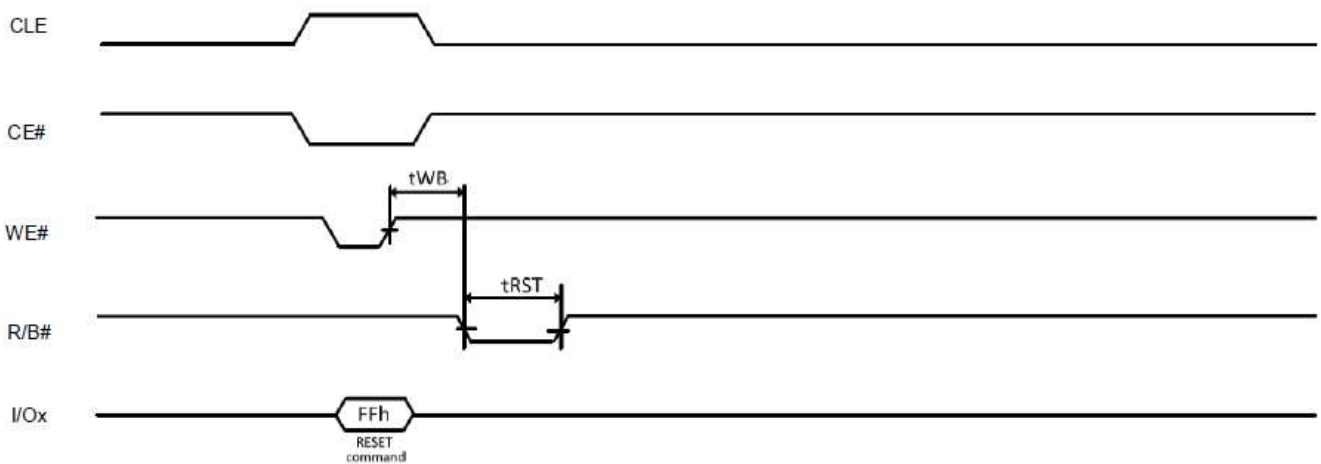 CLE
CE#
tWB
WE#
tRST
R/B#
I/Ox
FFh
RESET
command